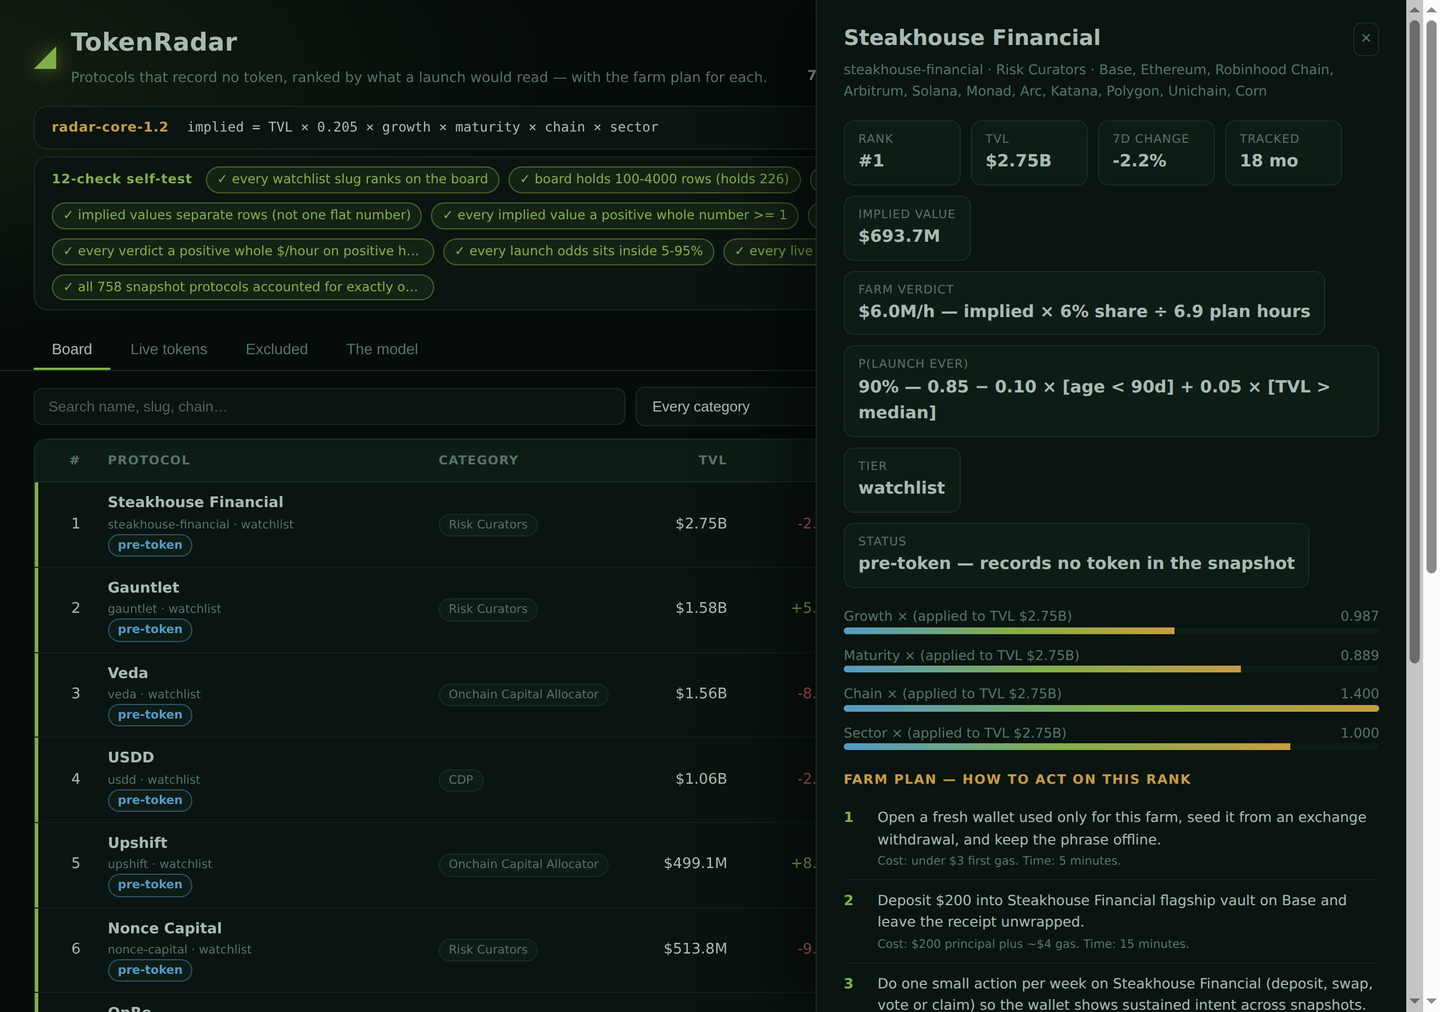 TokenRadar
Protocols that record no token, ranked by what a launch would read — with the farm plan for each.
7
radar-core-1.2 implied = TVL × 0.205 × growth × maturity × chain × sector
12-check self-test ✓ every watchlist slug ranks on the board ✓ board holds 100-4000 rows (holds 226)
✓ implied values separate rows (not one flat number) ✓ every implied value a positive whole number >= 1
✓ every verdict a positive whole $/hour on positive h… ✓ every launch odds sits inside 5-95% ✓ every live
✓ all 758 snapshot protocols accounted for exactly o…
Board Live tokens Excluded The model
Search name, slug, chain… Every category
# PROTOCOL CATEGORY TVL
1 Steakhouse Financial Risk Curators $2.75B -2.
steakhouse-financial · watchlist
pre-token
2 Gauntlet Risk Curators $1.58B +5.
gauntlet · watchlist
pre-token
3 Veda Onchain Capital Allocator $1.56B -8.
veda · watchlist
pre-token
4 USDD CDP $1.06B -2.
usdd · watchlist
pre-token
5 Upshift Onchain Capital Allocator $499.1M +8.
upshift · watchlist
pre-token
6 Nonce Capital Risk Curators $513.8M -9.
nonce-capital · watchlist
pre-token
OnRe
Steakhouse Financial ×
steakhouse-financial · Risk Curators · Base, Ethereum, Robinhood Chain,
Arbitrum, Solana, Monad, Arc, Katana, Polygon, Unichain, Corn
RANK
#1
TVL
$2.75B
7D CHANGE
-2.2%
TRACKED
18 mo
IMPLIED VALUE
$693.7M
FARM VERDICT
$6.0M/h — implied × 6% share ÷ 6.9 plan hours
P(LAUNCH EVER)
90% — 0.85 − 0.10 × [age < 90d] + 0.05 × [TVL >
median]
TIER
watchlist
STATUS
pre-token — records no token in the snapshot
Growth × (applied to TVL $2.75B) 0.987
Maturity × (applied to TVL $2.75B) 0.889
Chain × (applied to TVL $2.75B) 1.400
Sector × (applied to TVL $2.75B) 1.000
FARM PLAN — HOW TO ACT ON THIS RANK
1 Open a fresh wallet used only for this farm, seed it from an exchange
withdrawal, and keep the phrase offline.
Cost: under $3 first gas. Time: 5 minutes.
2 Deposit $200 into Steakhouse Financial flagship vault on Base and
leave the receipt unwrapped.
Cost: $200 principal plus ~$4 gas. Time: 15 minutes.
3 Do one small action per week on Steakhouse Financial (deposit, swap,
vote or claim) so the wallet shows sustained intent across snapshots.